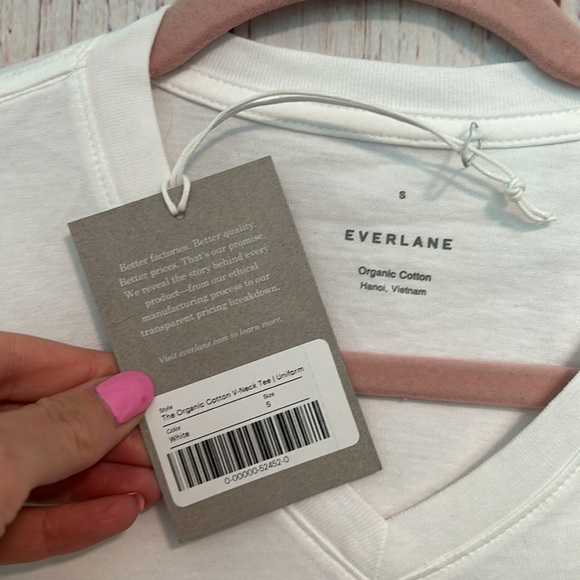 S
EVERLANE
Organic Cotton
Hanoi, Vietnam
Better factories. Better quality.
Better prices. That's our promise.
We reveal the story behind every
product—from our ethical
manufacturing process to our
transparent pricing breakdown.
Visit everlane.com to learn more.
Style
The Organic Cotton V-Neck Tee | Uniform
Color
White
Size
S
0-00000-52452-0